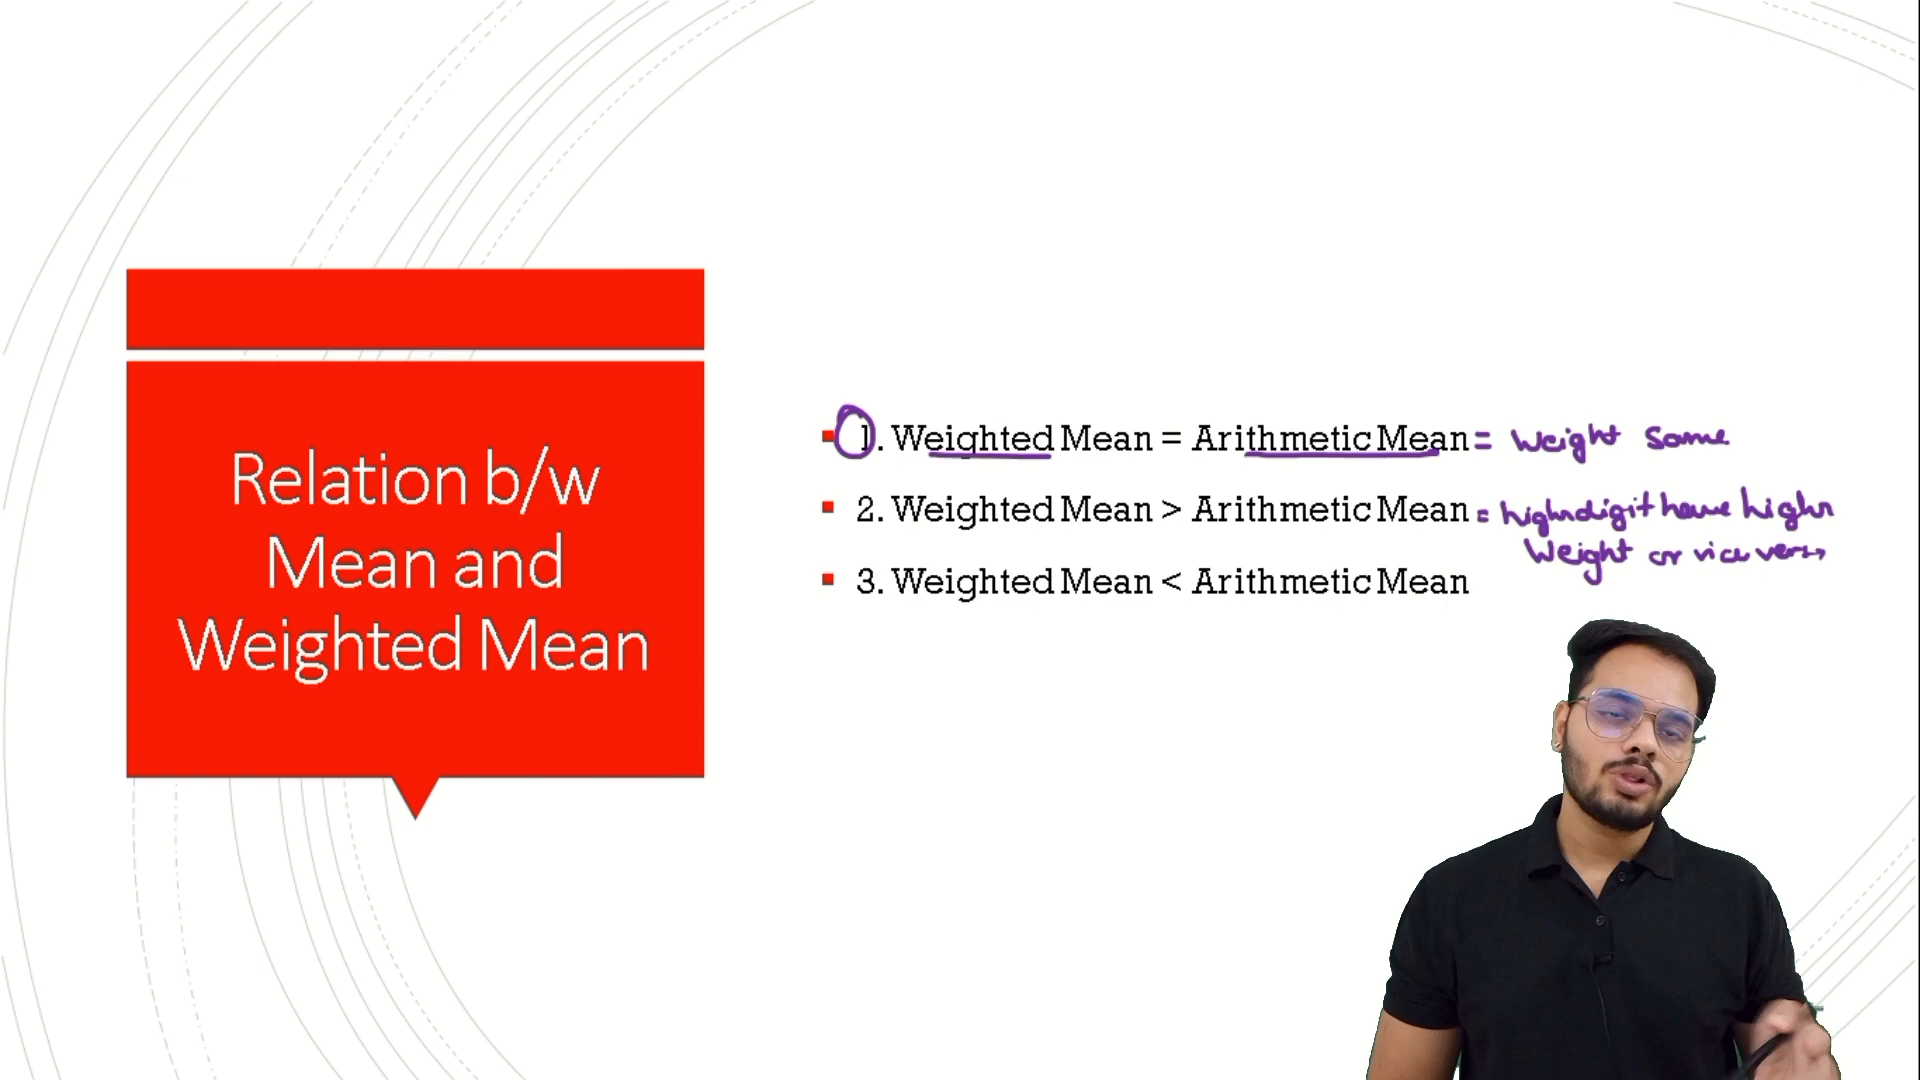 Relation b/w
Mean and
Weighted Mean
1. Weighted Mean = Arithmetic Mean = Weight Same
2. Weighted Mean > Arithmetic Mean = higher digit have higher
Weight or vice versa
3. Weighted Mean < Arithmetic Mean